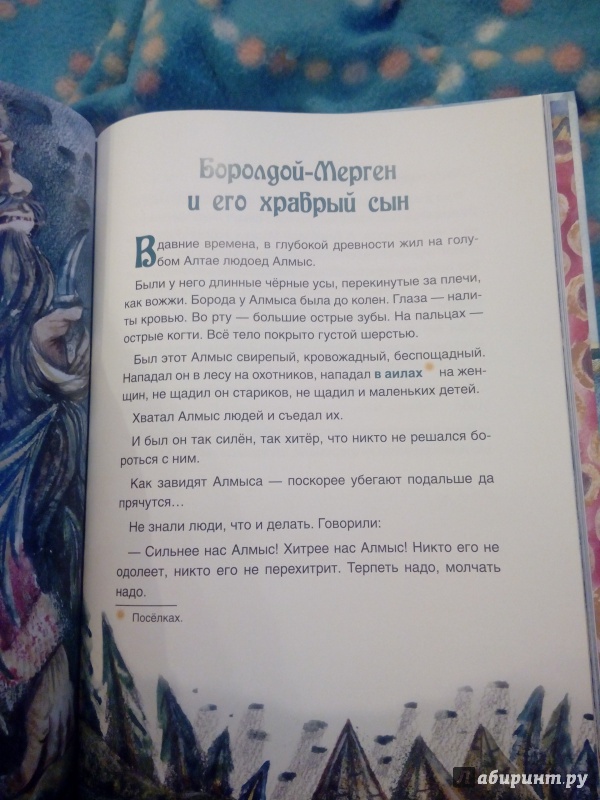 Боролдой-Мерген
и его храбрый сын
В давние времена, в глубокой древности жил на голу-
бом Алтае людоед Алмыс.
Были у него длинные чёрные усы, перекинутые за плечи,
как вожжи. Борода у Алмыса была до колен. Глаза — нали-
ты кровью. Во рту — большие острые зубы. На пальцах —
острые когти. Всё тело покрыто густой шерстью.
Был этот Алмыс свирепый, кровожадный, беспощадный.
Нападал он в лесу на охотников, нападал в аилах * на жен-
щин, не щадил он стариков, не щадил и маленьких детей.
Хватал Алмыс людей и съедал их.
И был он так силён, так хитёр, что никто не решался бо-
роться с ним.
Как завидят Алмыса — поскорее убегают подальше да
прячутся...
Не знали люди, что и делать. Говорили:
— Сильнее нас Алмыс! Хитрее нас Алмыс! Никто его не
одолеет, никто его не перехитрит. Терпеть надо, молчать
надо.
* Посёлках.
Лабиринт.ру